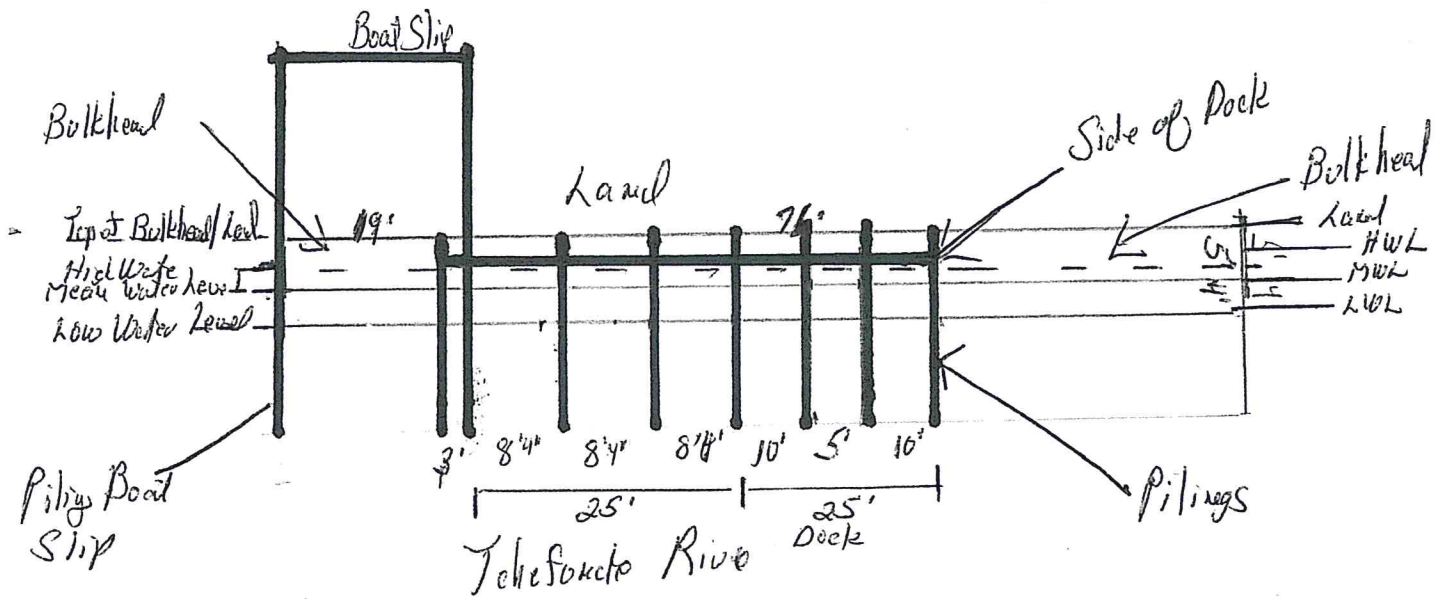 Boat Slip
Bulkhead
Side of Dock
Bulkhead
Land
19'
Top of Bulkhead/
Land
HWL
High Wate
Mean Water Level
MWL
Low Water Level
LWL
3'
8'4"
8'4"
10'
5'
10'
25'
25'
Dock
Piling Boat
Slip
Pilings
River